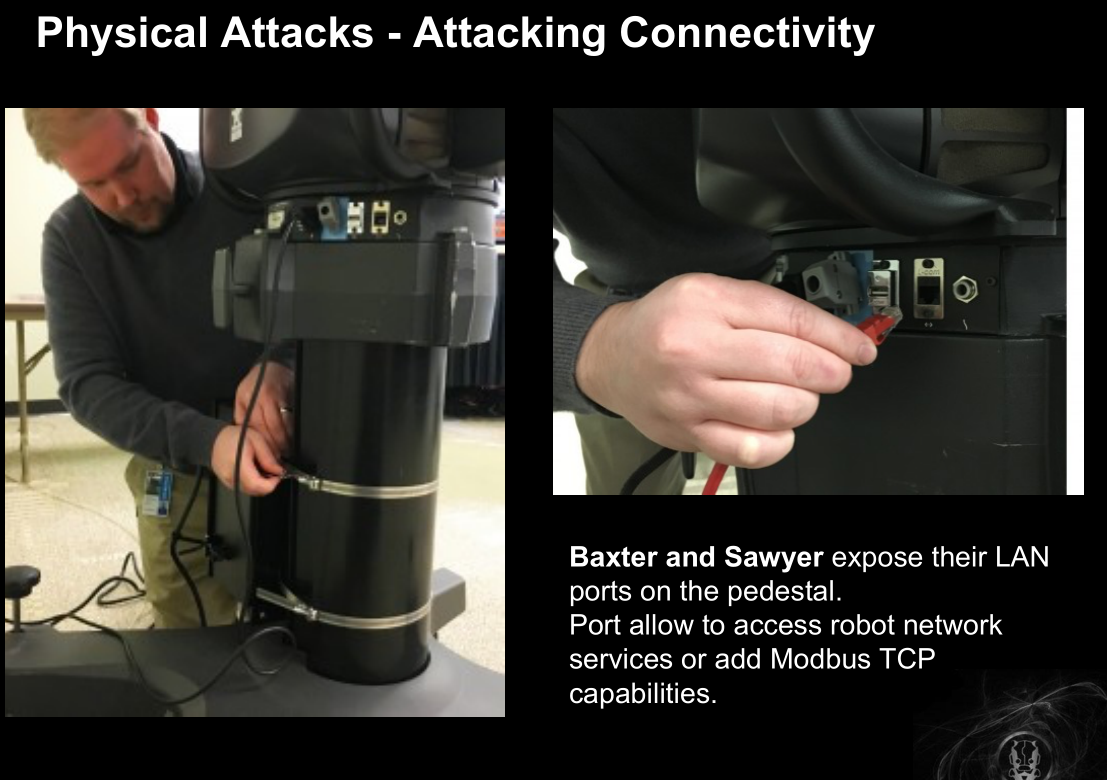 Physical Attacks - Attacking Connectivity
Baxter and Sawyer expose their LAN
ports on the pedestal.
Port allow to access robot network
services or add Modbus TCP
capabilities.